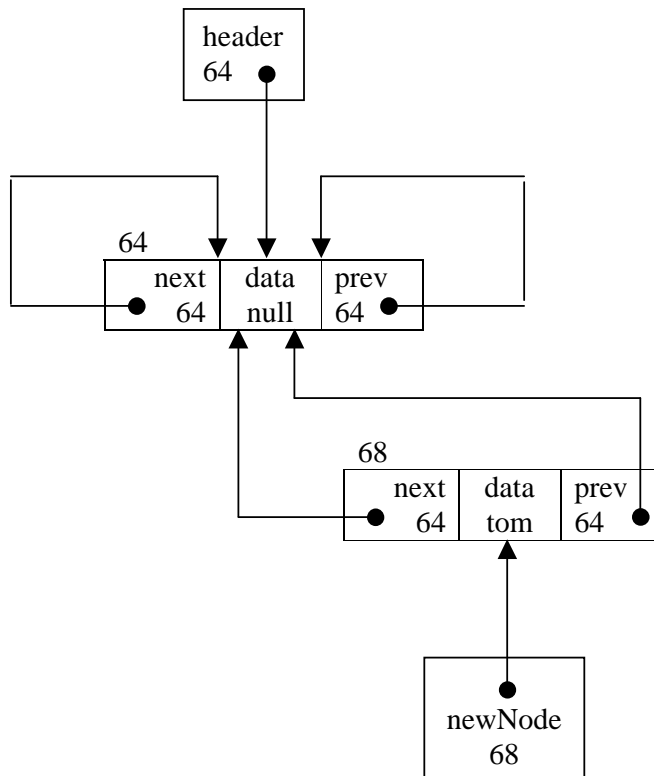 header
64
64
next data prev
64 null 64
68
next data prev
64 tom 64
newNode
68